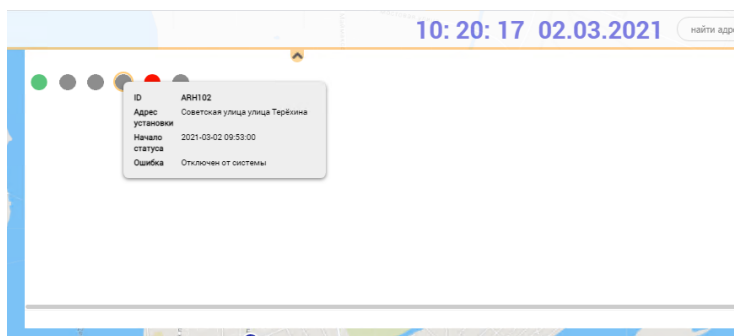 10: 20: 17 02.03.2021
найти адре
ID ARH102
Адрес установки Советская улица улица Терёхина
Начало статуса 2021-03-02 09:53:00
Ошибка Отключен от системы